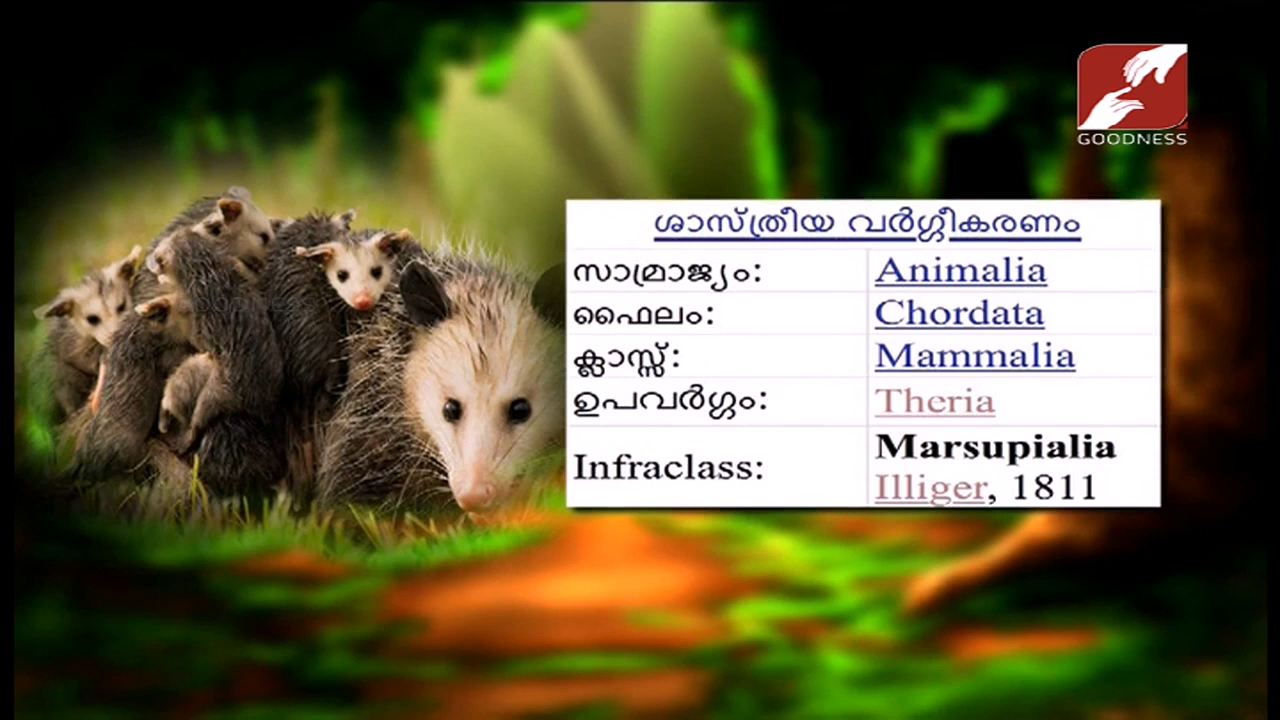 GOODNESS
ശാസ്ത്രീയ വർഗ്ഗീകരണം
സാമ്രാജ്യം: Animalia
ഫൈലം: Chordata
ക്ലാസ്സ്: Mammalia
ഉപവർഗ്ഗം: Theria
Infraclass: Marsupialia
Illiger, 1811